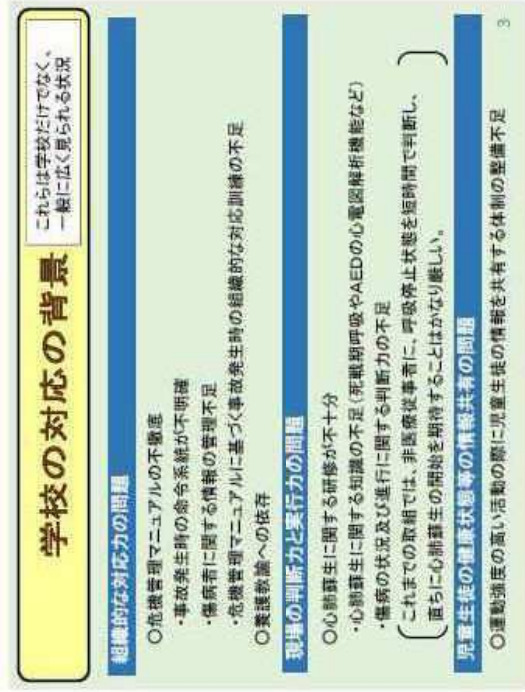 学校の対応の背景
これらは学校だけでなく、
一般に広く見られる状況
組織的な対応力の問題
○危機管理マニュアルの不徹底
・事故発生時の命令系統が不明確
・傷病者に関する情報の管理不足
・危機管理マニュアルに基づく事故発生時の組織的な対応訓練の不足
○養護教諭への依存
現場の判断力と実行力の問題
○心肺蘇生に関する研修が不十分
・心肺蘇生に関する知識の不足(死戦期呼吸やAEDの心電図解析機能など)
・傷病の状況及び進行に関する判断力の不足
(これまでの取組では、非医療従事者に、呼吸停止状態を短時間で判断し、
直ちに心肺蘇生の開始を期待することはかなり厳しい。)
児童生徒の健康状態等の情報共有の問題
○運動強度の高い活動の際に児童生徒の情報を共有する体制の整備不足
3